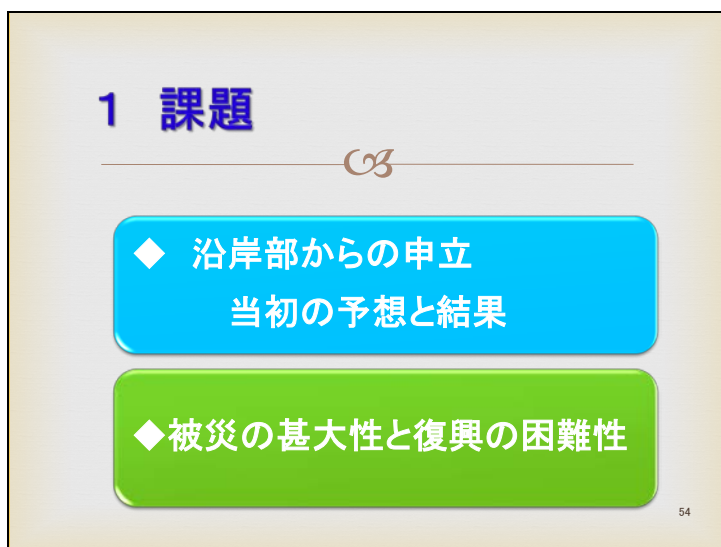 1 課題
◆ 沿岸部からの申立
当初の予想と結果
◆被災の甚大性と復興の困難性
54